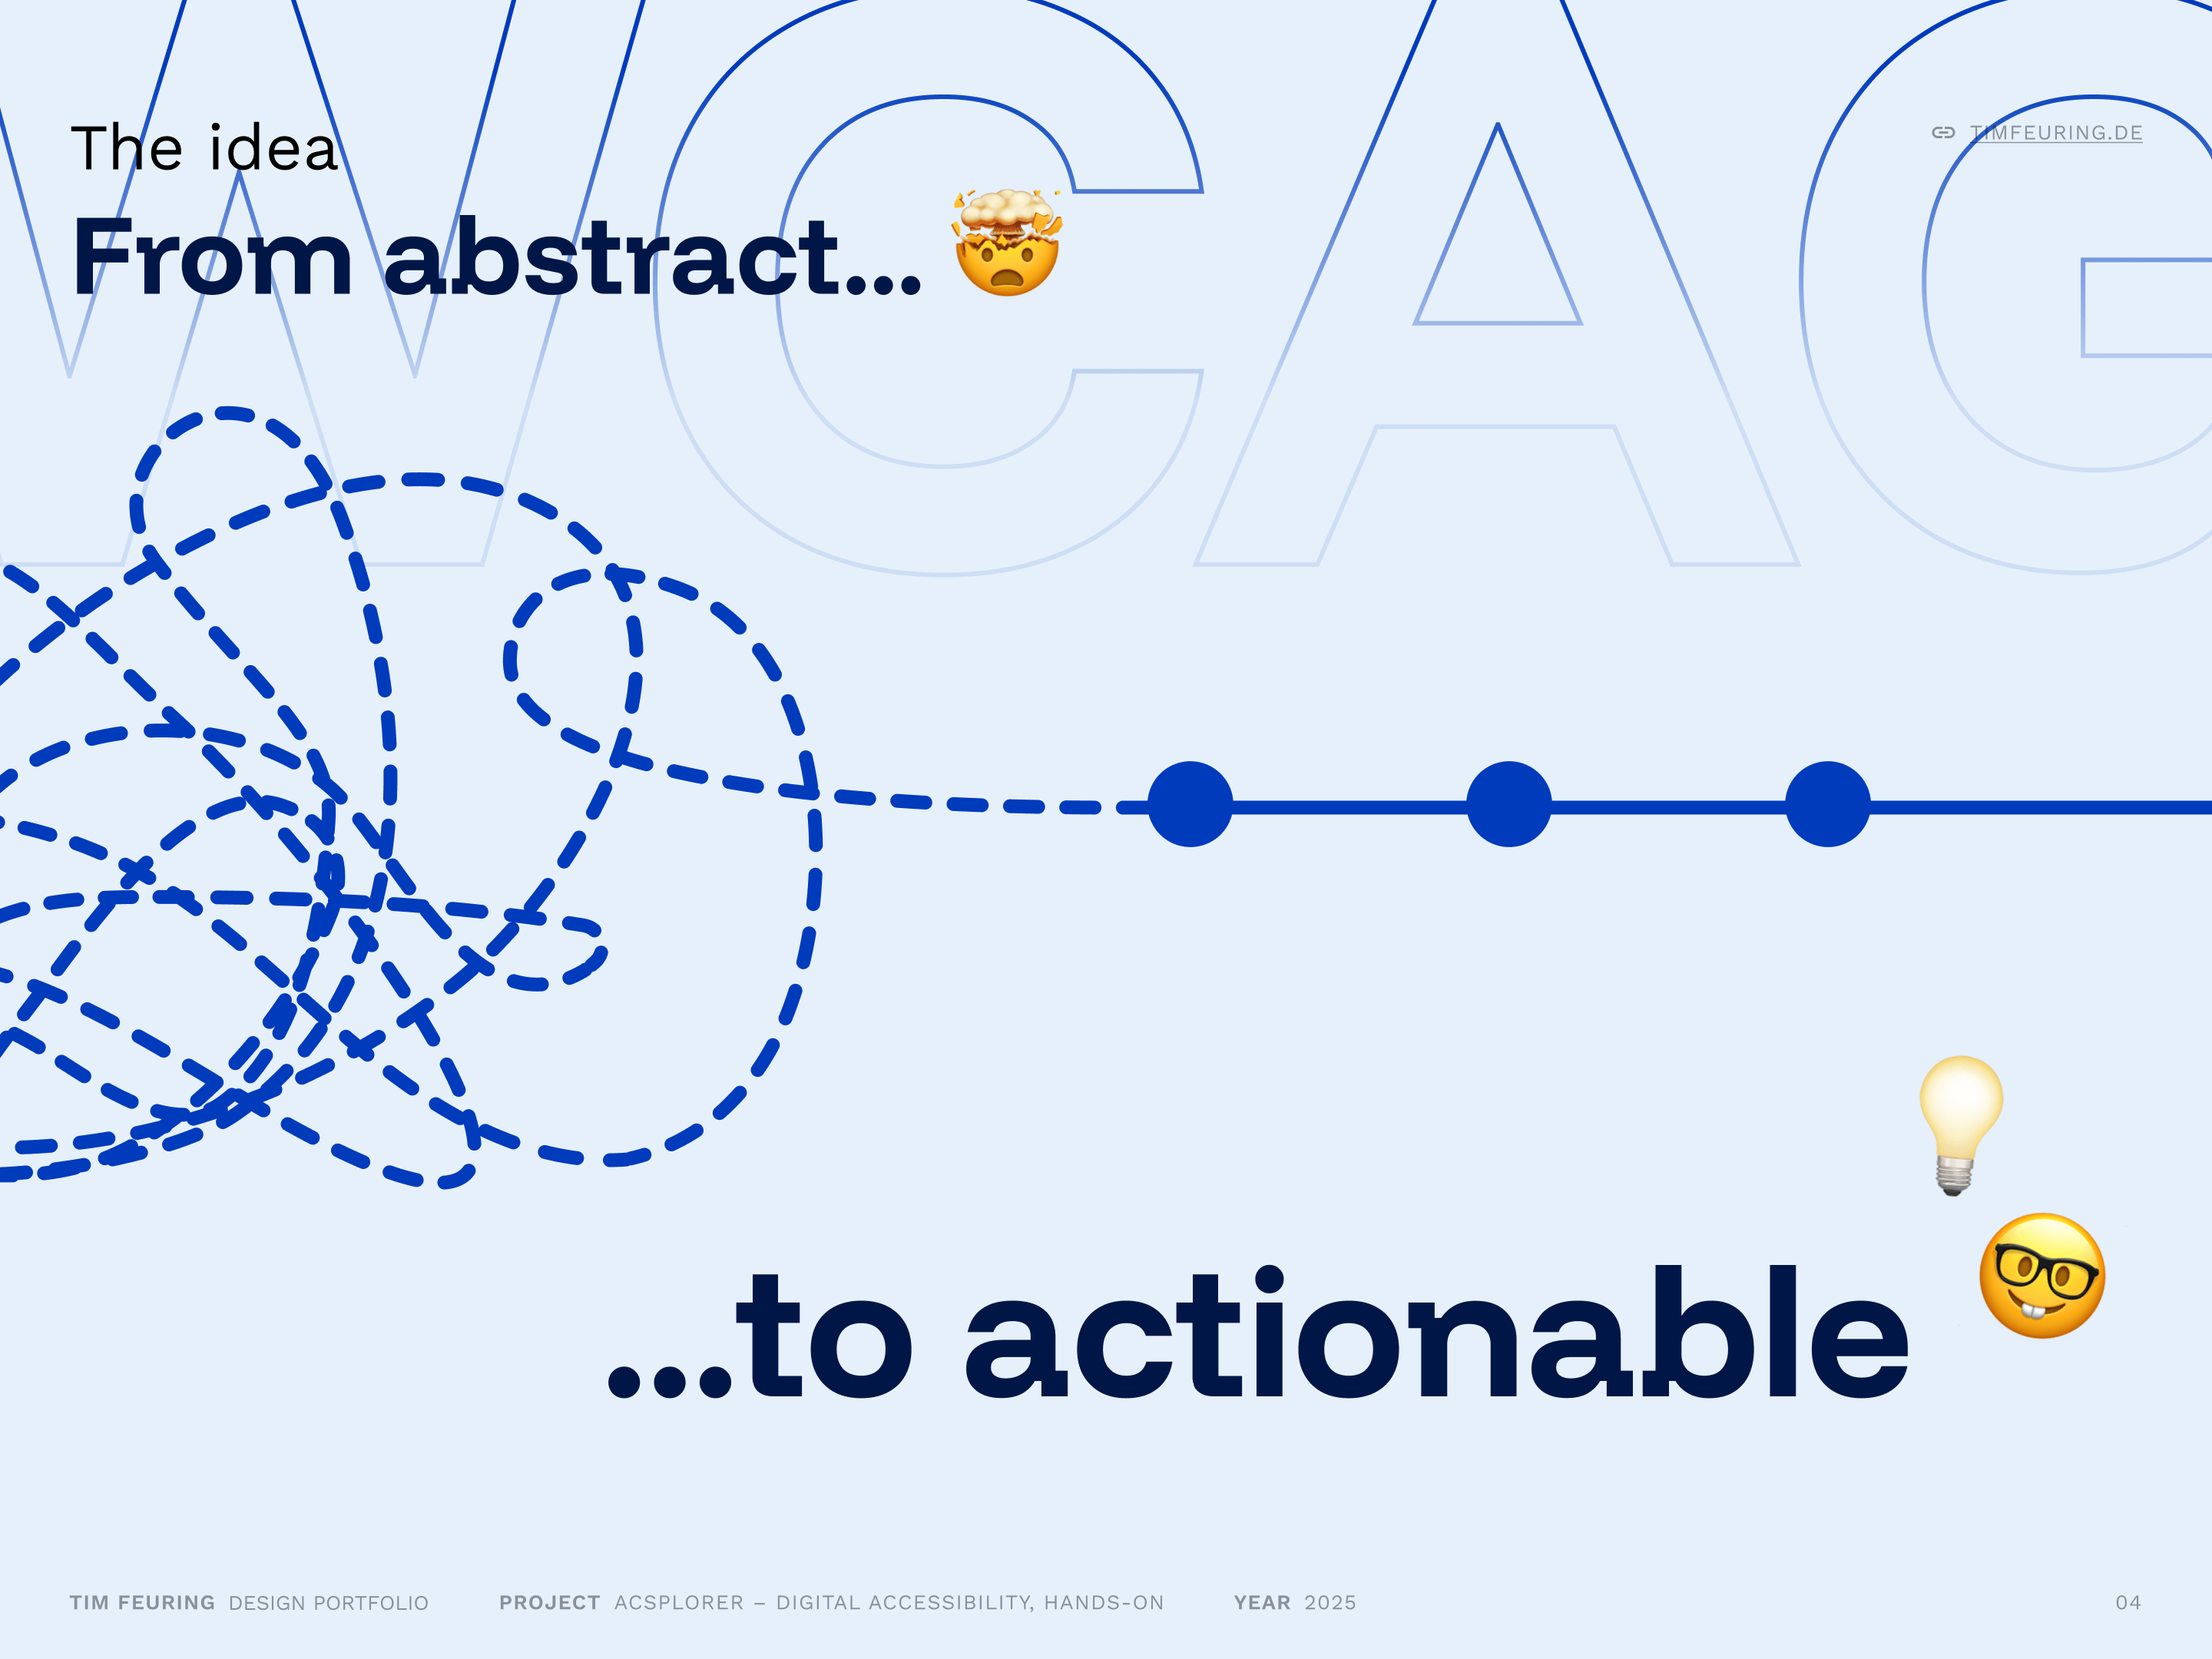 WCAG
The idea
TIMFEURING.DE
From abstract...
...to actionable
TIM FEURING DESIGN PORTFOLIO PROJECT ACSPLORER – DIGITAL ACCESSIBILITY, HANDS-ON YEAR 2025 04